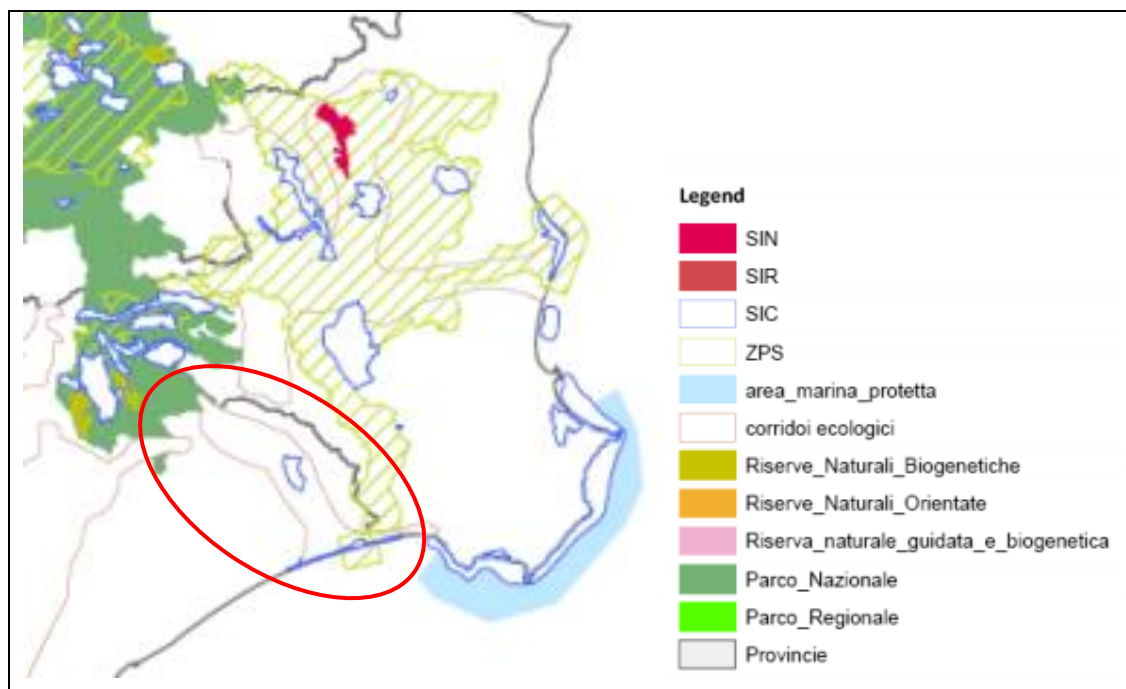 Legend
SIN
SIR
SIC
ZPS
area_marina_protetta
corridoi ecologici
Riserve_Naturali_Biogenetiche
Riserve_Naturali_Orientate
Riserva_naturale_guidata_e_biogenetica
Parco_Nazionale
Parco_Regionale
Provincie